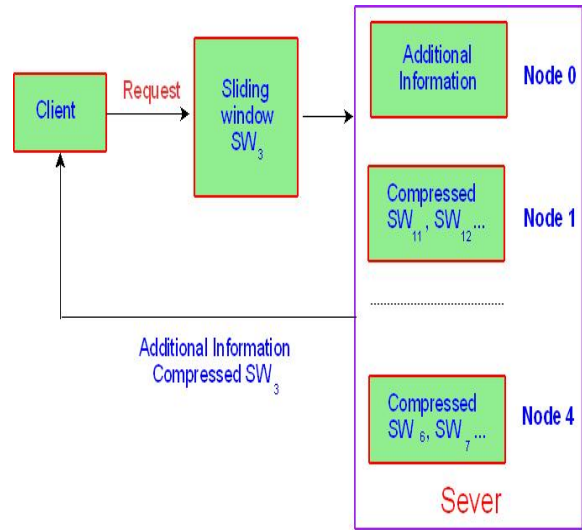 Client
Request
Sliding
window
SW₃
Additional
Information
Node 0
Compressed
SW₁₁, SW₁₂...
Node 1
Additional Information
Compressed SW₃
Compressed
SW₆, SW₇...
Node 4
Sever